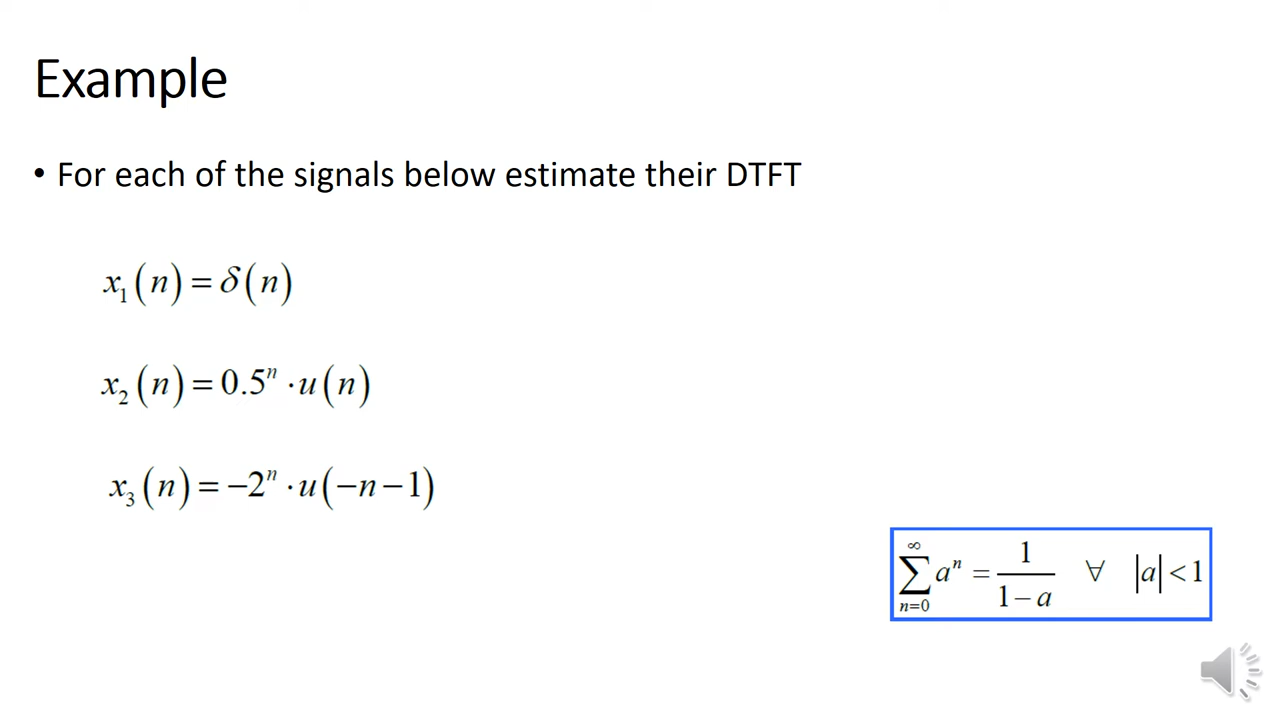 Example
• For each of the signals below estimate their DTFT
x₁(n) = δ(n)
x₂(n) = 0.5ⁿ · u(n)
x₃(n) = −2ⁿ · u(−n−1)
∑_{n=0}^{∞} aⁿ = 1/(1−a) ∀ |a| < 1